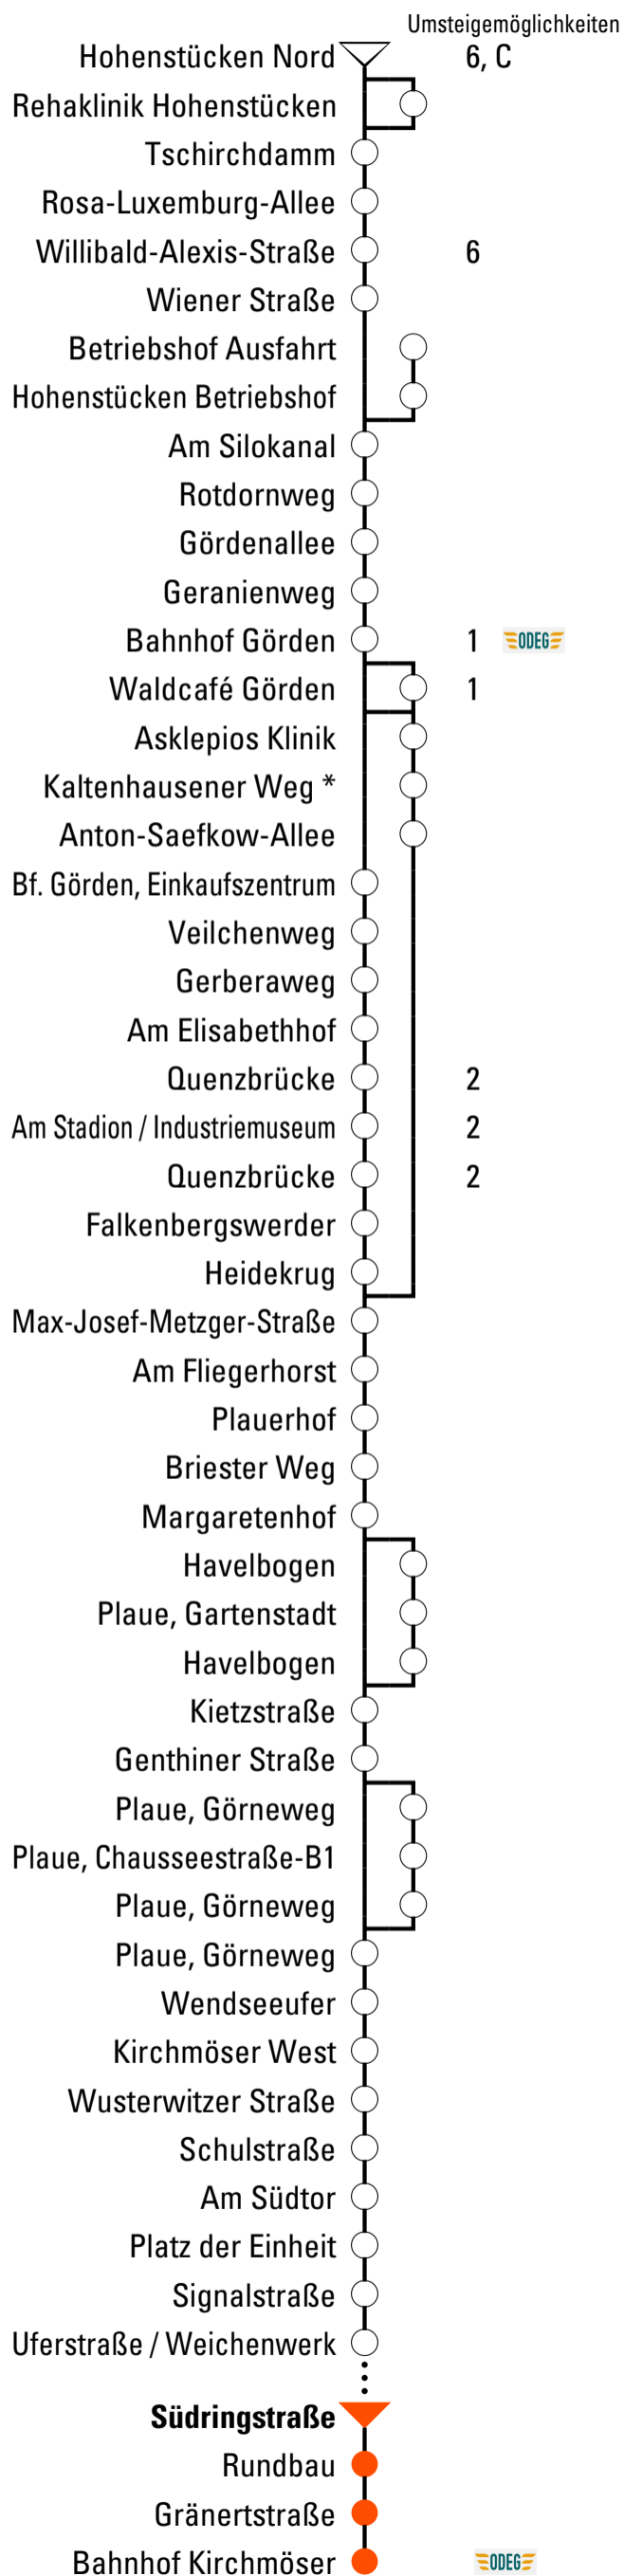 Umsteigemöglichkeiten
Hohenstücken Nord 6, C
Rehaklinik Hohenstücken
Tschirchdamm
Rosa-Luxemburg-Allee
Willibald-Alexis-Straße 6
Wiener Straße
Betriebshof Ausfahrt
Hohenstücken Betriebshof
Am Silokanal
Rotdornweg
Gördenallee
Geranienweg
Bahnhof Görden 1 ODEG
Waldcafé Görden 1
Asklepios Klinik
Kaltenhausener Weg *
Anton-Saefkow-Allee
Bf. Görden, Einkaufszentrum
Veilchenweg
Gerberaweg
Am Elisabethhof
Quenzbrücke 2
Am Stadion / Industriemuseum 2
Quenzbrücke 2
Falkenbergswerder
Heidekrug
Max-Josef-Metzger-Straße
Am Fliegerhorst
Plauerhof
Briester Weg
Margaretenhof
Havelbogen
Plaue, Gartenstadt
Havelbogen
Kietzstraße
Genthiner Straße
Plaue, Görneweg
Plaue, Chausseestraße-B1
Plaue, Görneweg
Plaue, Görneweg
Wendseeufer
Kirchmöser West
Wusterwitzer Straße
Schulstraße
Am Südtor
Platz der Einheit
Signalstraße
Uferstraße / Weichenwerk
Südringstraße
Rundbau
Gränertstraße
Bahnhof Kirchmöser ODEG